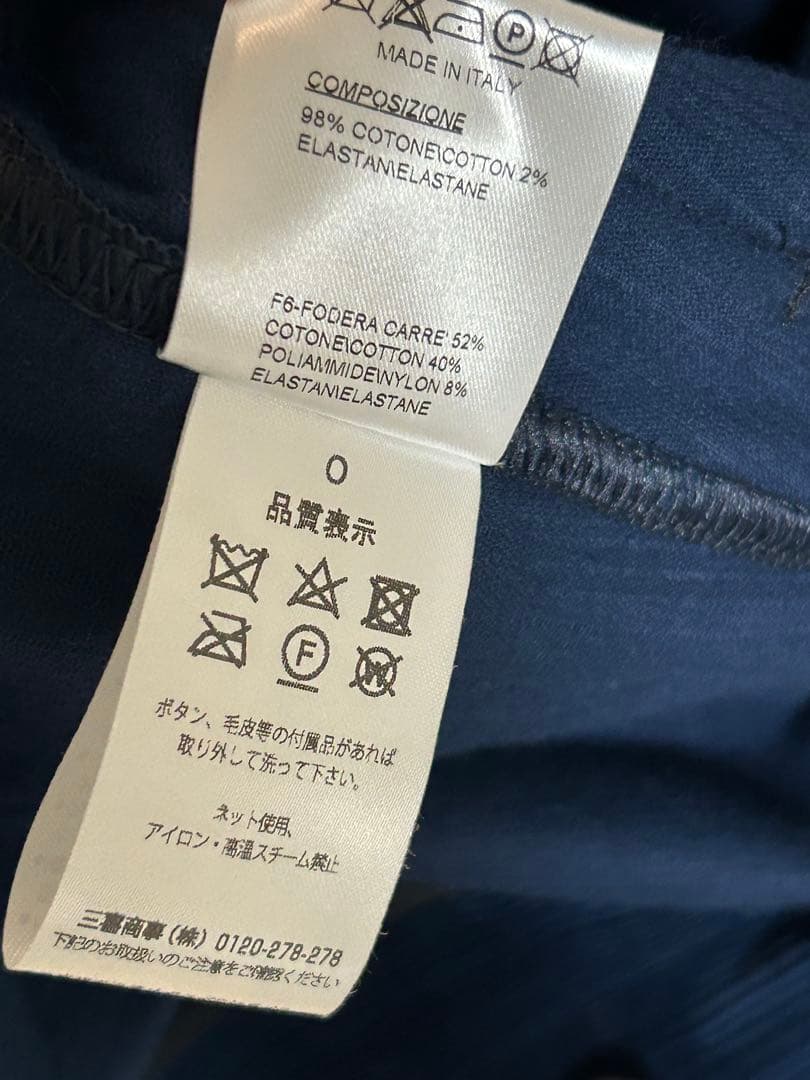 P
MADE IN ITALY
COMPOSIZIONE
98% COTONE\COTTON 2%
ELASTAN\ELASTANE
F6-FODERA CARRE' 52%
COTONE\COTTON 40%
POLIAMMIDE\NYLON 8%
ELASTAN\ELASTANE
0
品質表示
F W
ボタン、毛皮等の付属品があれば
取り外して洗って下さい。
ネット使用、
アイロン・高温スチーム禁止
三喜商事(株) 0120-278-278
下記のお取扱いのご注意をご確認ください